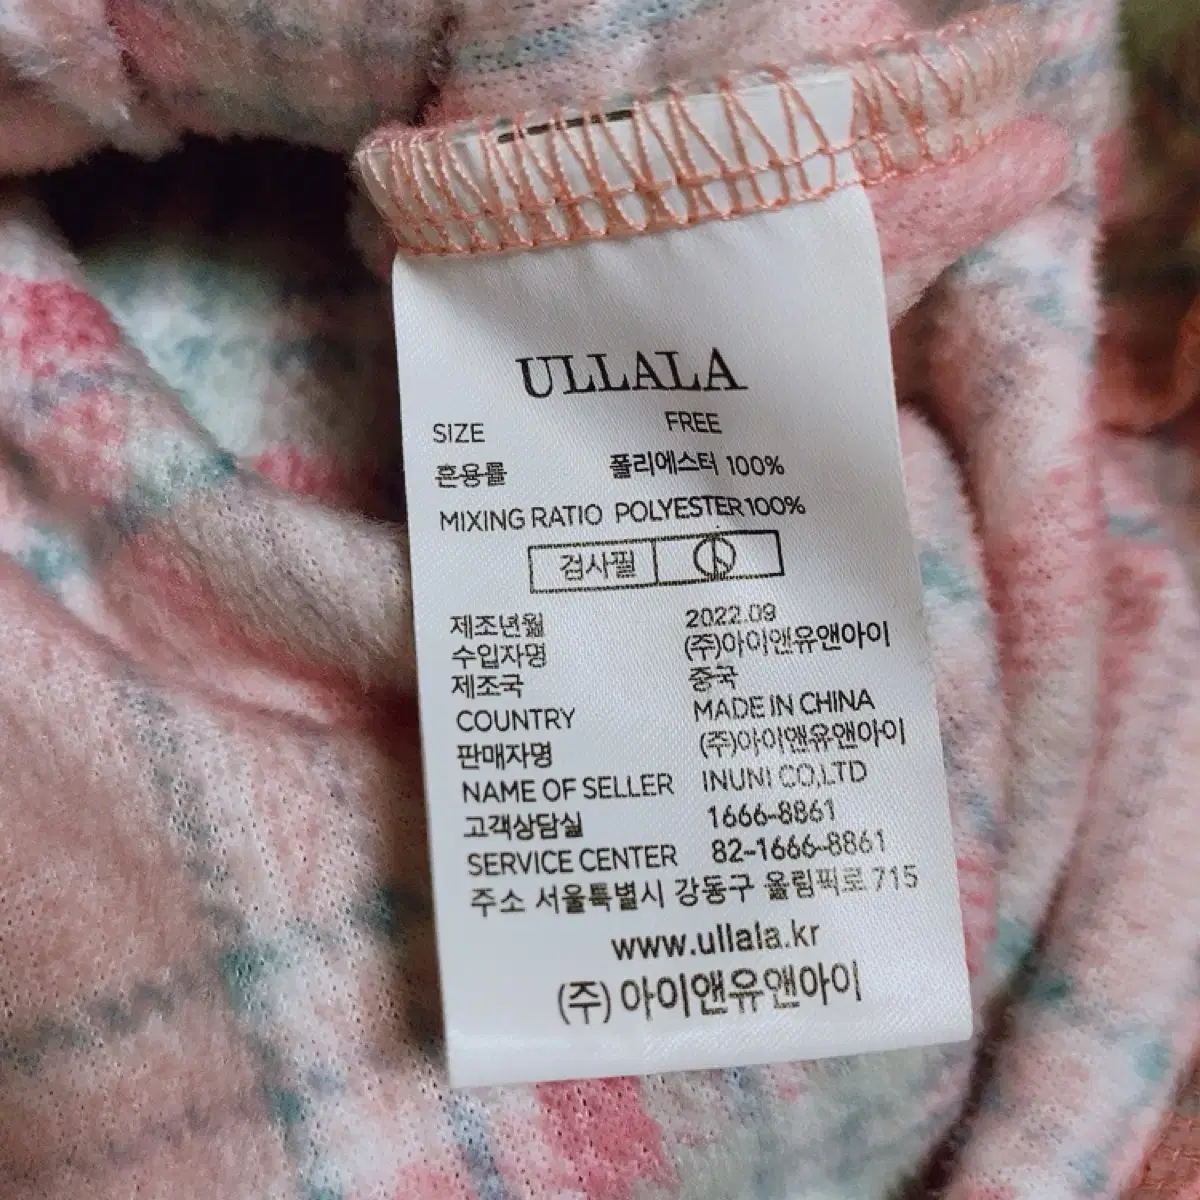 ULLALA
SIZE FREE
혼용률 폴리에스터 100%
MIXING RATIO POLYESTER 100%
검사필
제조년월 2022.09
수입자명 (주)아이앤유앤아이
제조국 중국
COUNTRY MADE IN CHINA
판매자명 (주)아이앤유앤아이
NAME OF SELLER INUNI CO,LTD
고객상담실 1666-8861
SERVICE CENTER 82-1666-8861
주소 서울특별시 강동구 올림픽로 715
www.ullala.kr
(주) 아이앤유앤아이